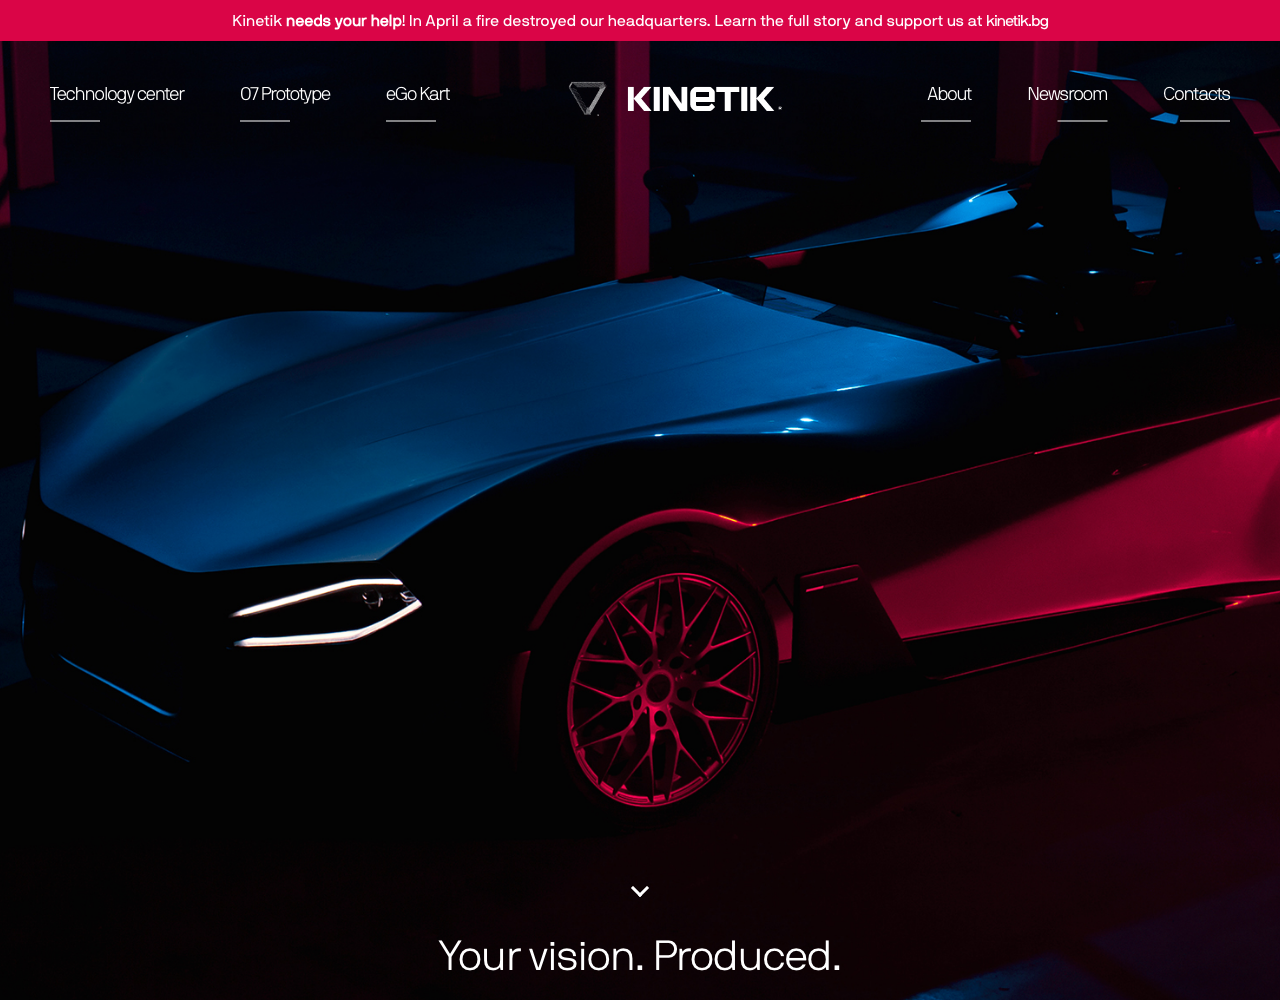 Kinetik needs your help! In April a fire destroyed our headquarters. Learn the full story and support us at kinetik.bg
Technology center
07 Prototype
eGo Kart
KINETIK
About
Newsroom
Contacts
Your vision. Produced.